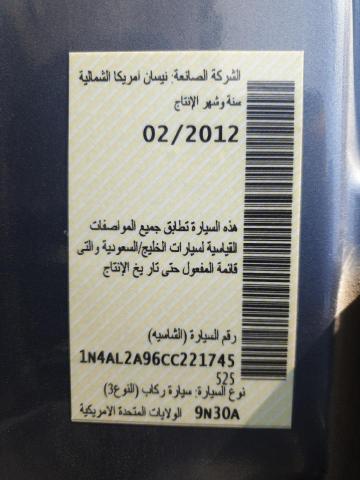 الشركة الصانعة: نيسان امريكا الشمالية
سنة وشهر الإنتاج
02/2012
هذه السيارة تطابق جميع المواصفات
القياسية لسيارات الخليج/السعودية والتى
قائمة المفعول حتى تاريخ الإنتاج
رقم السيارة (الشاسيه)
1N4AL2A96CC221745
525
نوع السيارة: سيارة ركاب (النوع3)
الولايات المتحدة الامريكية 9N30A